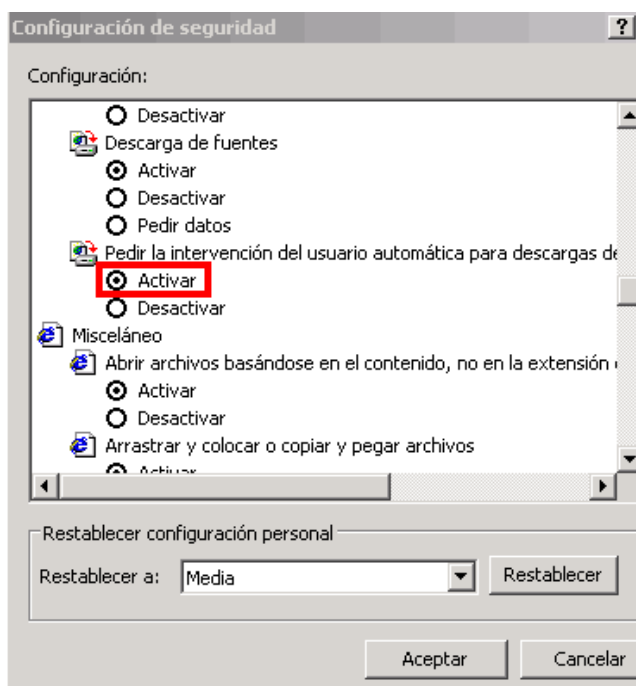 Configuración de seguridad ?
Configuración:
Desactivar
Descarga de fuentes
Activar
Desactivar
Pedir datos
Pedir la intervención del usuario automática para descargas de
Activar
Desactivar
Misceláneo
Abrir archivos basándose en el contenido, no en la extensión
Activar
Desactivar
Arrastrar y colocar o copiar y pegar archivos
Activar
Restablecer configuración personal
Restablecer a: Media Restablecer
Aceptar Cancelar